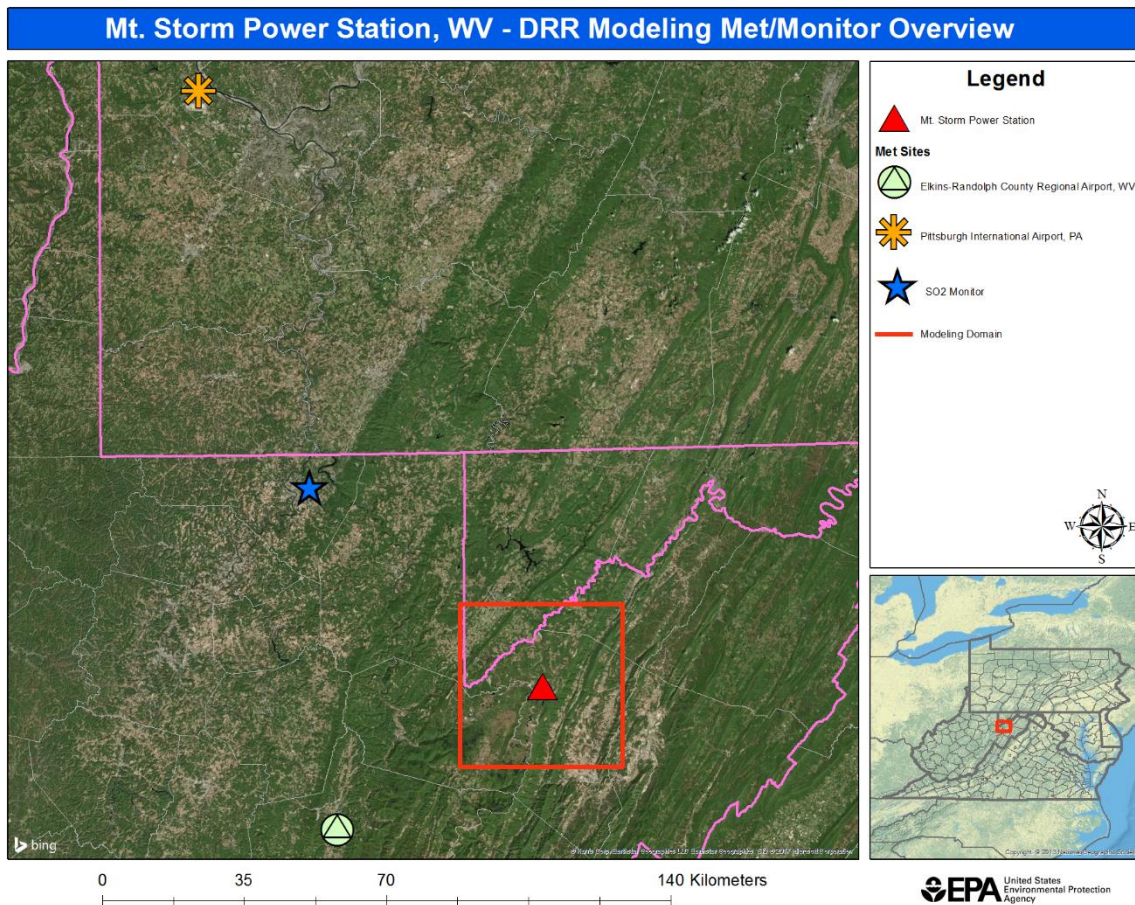 Mt. Storm Power Station, WV - DRR Modeling Met/Monitor Overview
Legend
Mt. Storm Power Station
Met Sites
Elkins-Randolph County Regional Airport, WV
Pittsburgh International Airport, PA
SO2 Monitor
Modeling Domain
N
W E
S
bing
0 35 70 140 Kilometers
EPA
United States
Environmental Protection
Agency